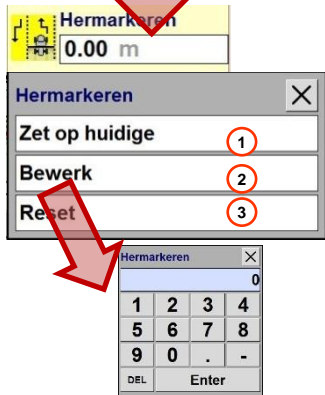 Hermarkeren
0.00 m
Hermarkeren
Zet op huidige 1
Bewerk 2
Reset 3
Hermarkeren
0
1 2 3 4
5 6 7 8
9 0 . -
DEL Enter